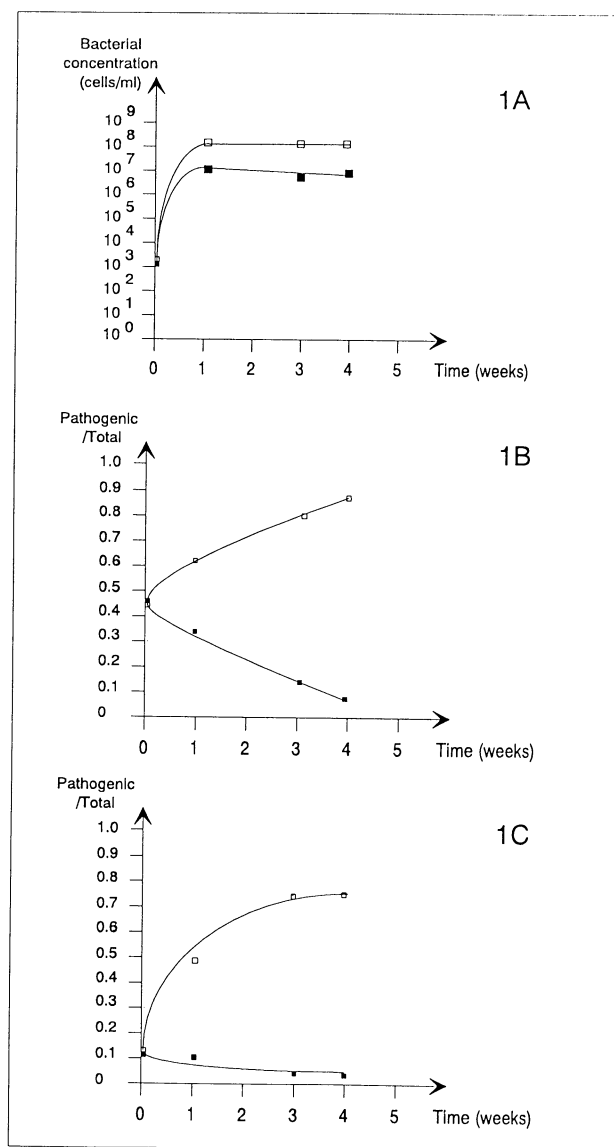 Bacterial
concentration
(cells/ml)
1A
10 9
10 8
10 7
10 6
10 5
10 4
10 3
10 2
10 1
10 0
0 1 2 3 4 5 Time (weeks)
Pathogenic
/Total
1B
1.0
0.9
0.8
0.7
0.6
0.5
0.4
0.3
0.2
0.1
0
0 1 2 3 4 5 Time (weeks)
Pathogenic
/Total
1C
1.0
0.9
0.8
0.7
0.6
0.5
0.4
0.3
0.2
0.1
0
0 1 2 3 4 5 Time (weeks)